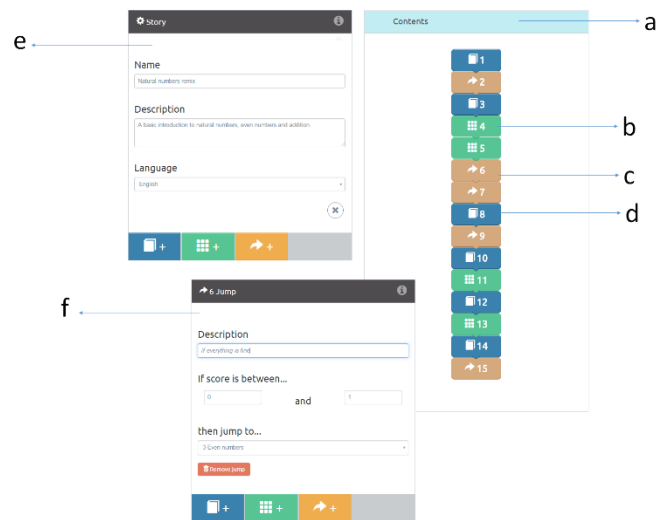 Story
Contents
a
e
Name
Natural numbers remix
Description
A basic introduction to natural numbers, even numbers and addition.
Language
English
+
+
+
1
2
3
4
b
5
6
c
7
8
d
9
10
11
12
13
14
15
6 Jump
f
Description
If everything is fine
If score is between...
0
and
1
then jump to...
3 Even numbers
Remove jump
+
+
+